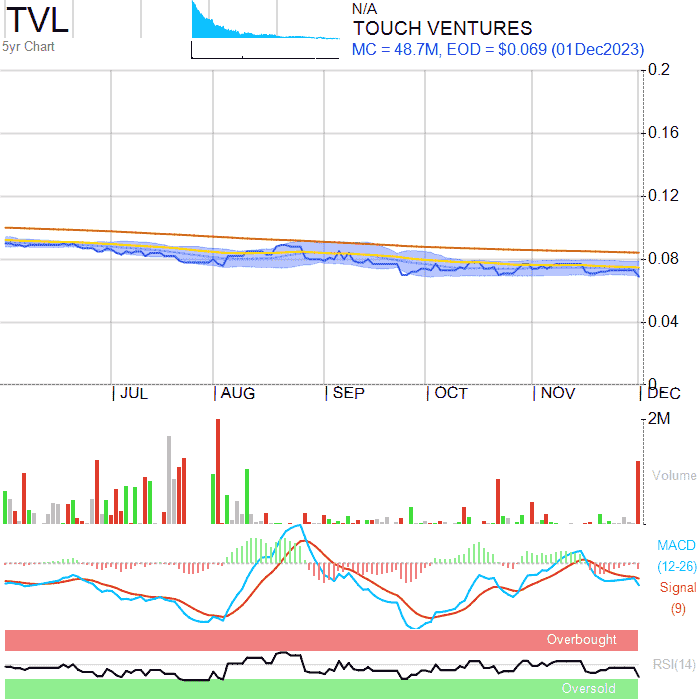 TVL
5yr Chart
N/A
TOUCH VENTURES
MC = 48.7M, EOD = $0.069 (01Dec2023)
0.2
0.16
0.12
0.08
0.04
0
JUL AUG SEP OCT NOV DEC
2M
Volume
MACD
(12-26)
Signal
(9)
Overbought
RSI(14)
Oversold